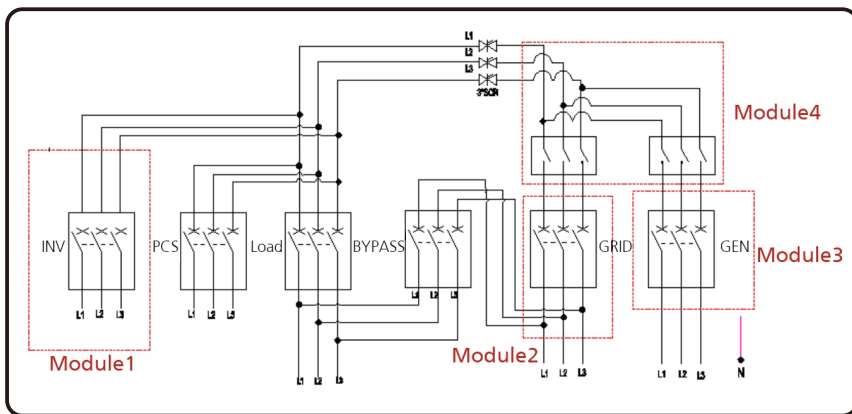 L1
L2
L3
3*SCR
Module4
INV
PCS
Load
BYPASS
GRID
GEN
Module3
L1
L2
L3
L1
L2
L3
L1
L2
L3
Module1
Module2
L1
L2
L3
L1
L2
L3
L1
L2
L3
N